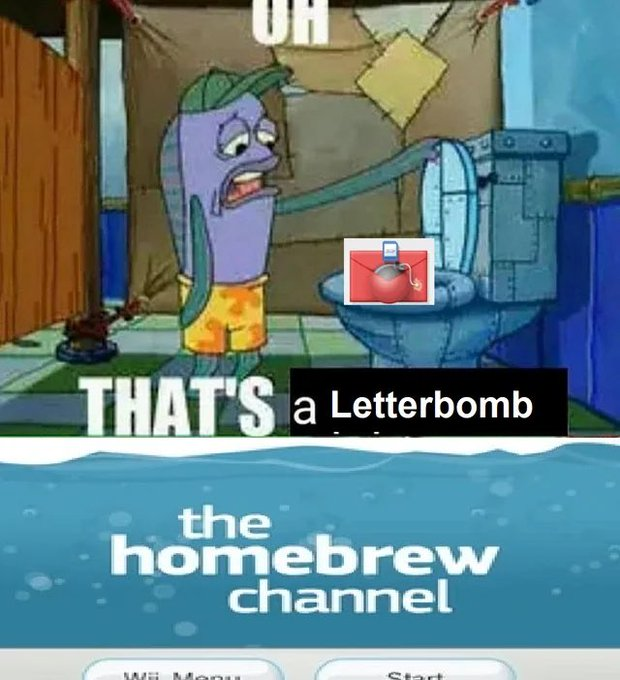 OH
THAT'S a Letterbomb
the
homebrew
channel
Wii Menu
Start